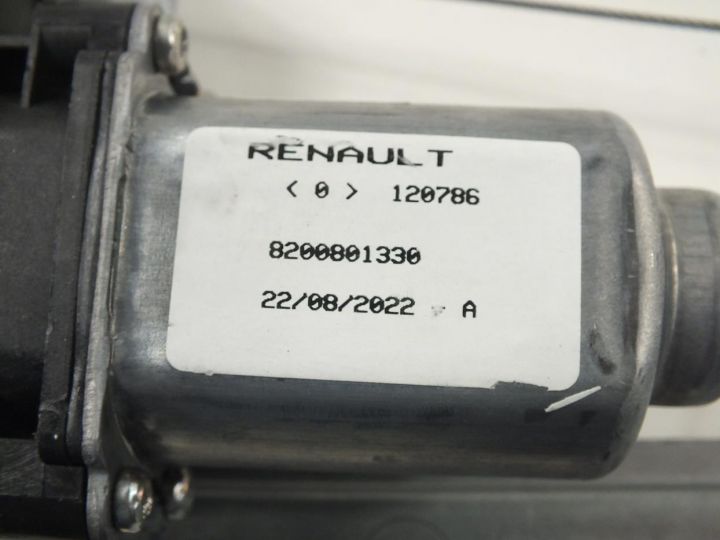 RENAULT
< 0 > 120786
8200801330
22/08/2022 - A